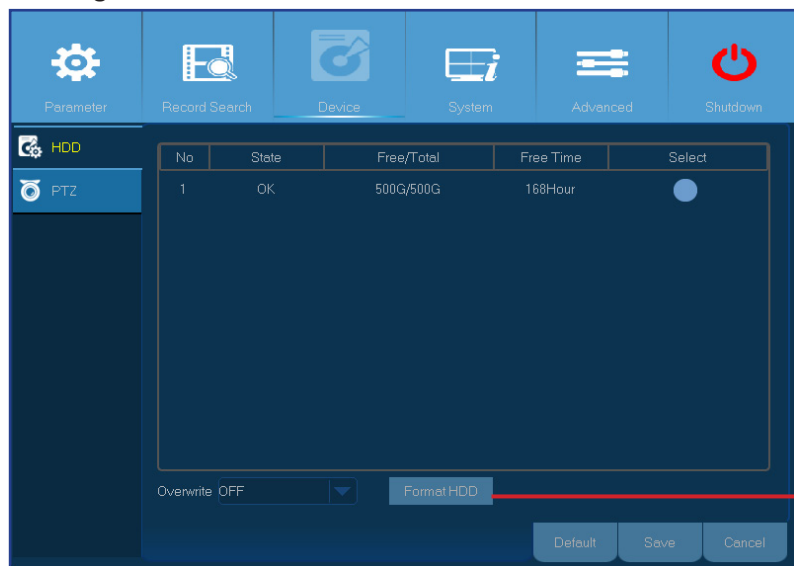 Parameter Record Search Device System Advanced Shutdown
HDD
PTZ
No State Free/Total Free Time Select
1 OK 500G/500G 168Hour
Overwrite OFF Format HDD
Default Save Cancel